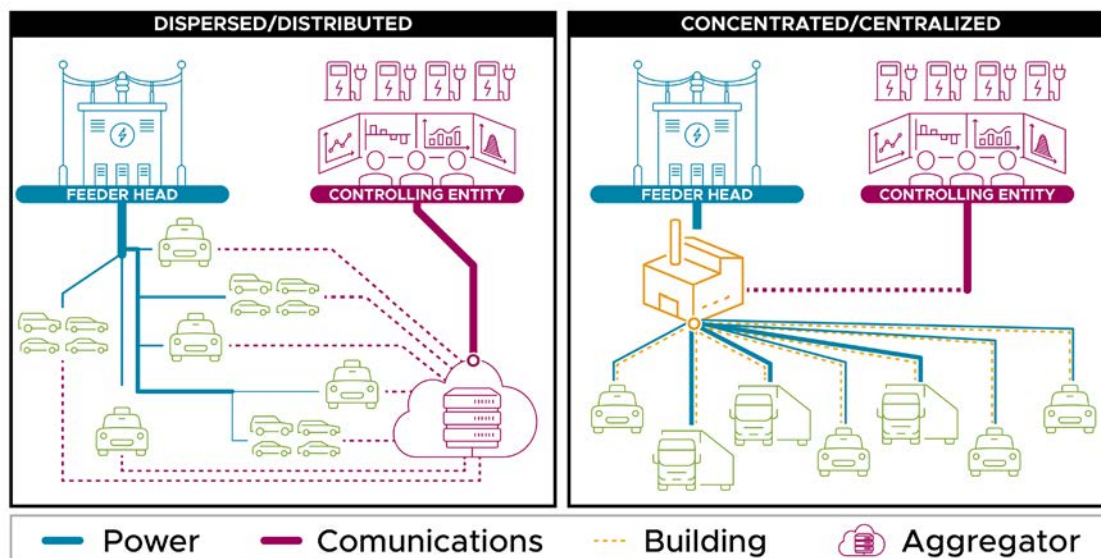 DISPERSED/DISTRIBUTED
CONCENTRATED/CENTRALIZED
FEEDER HEAD
CONTROLLING ENTITY
FEEDER HEAD
CONTROLLING ENTITY
Power
Comunications
Building
Aggregator